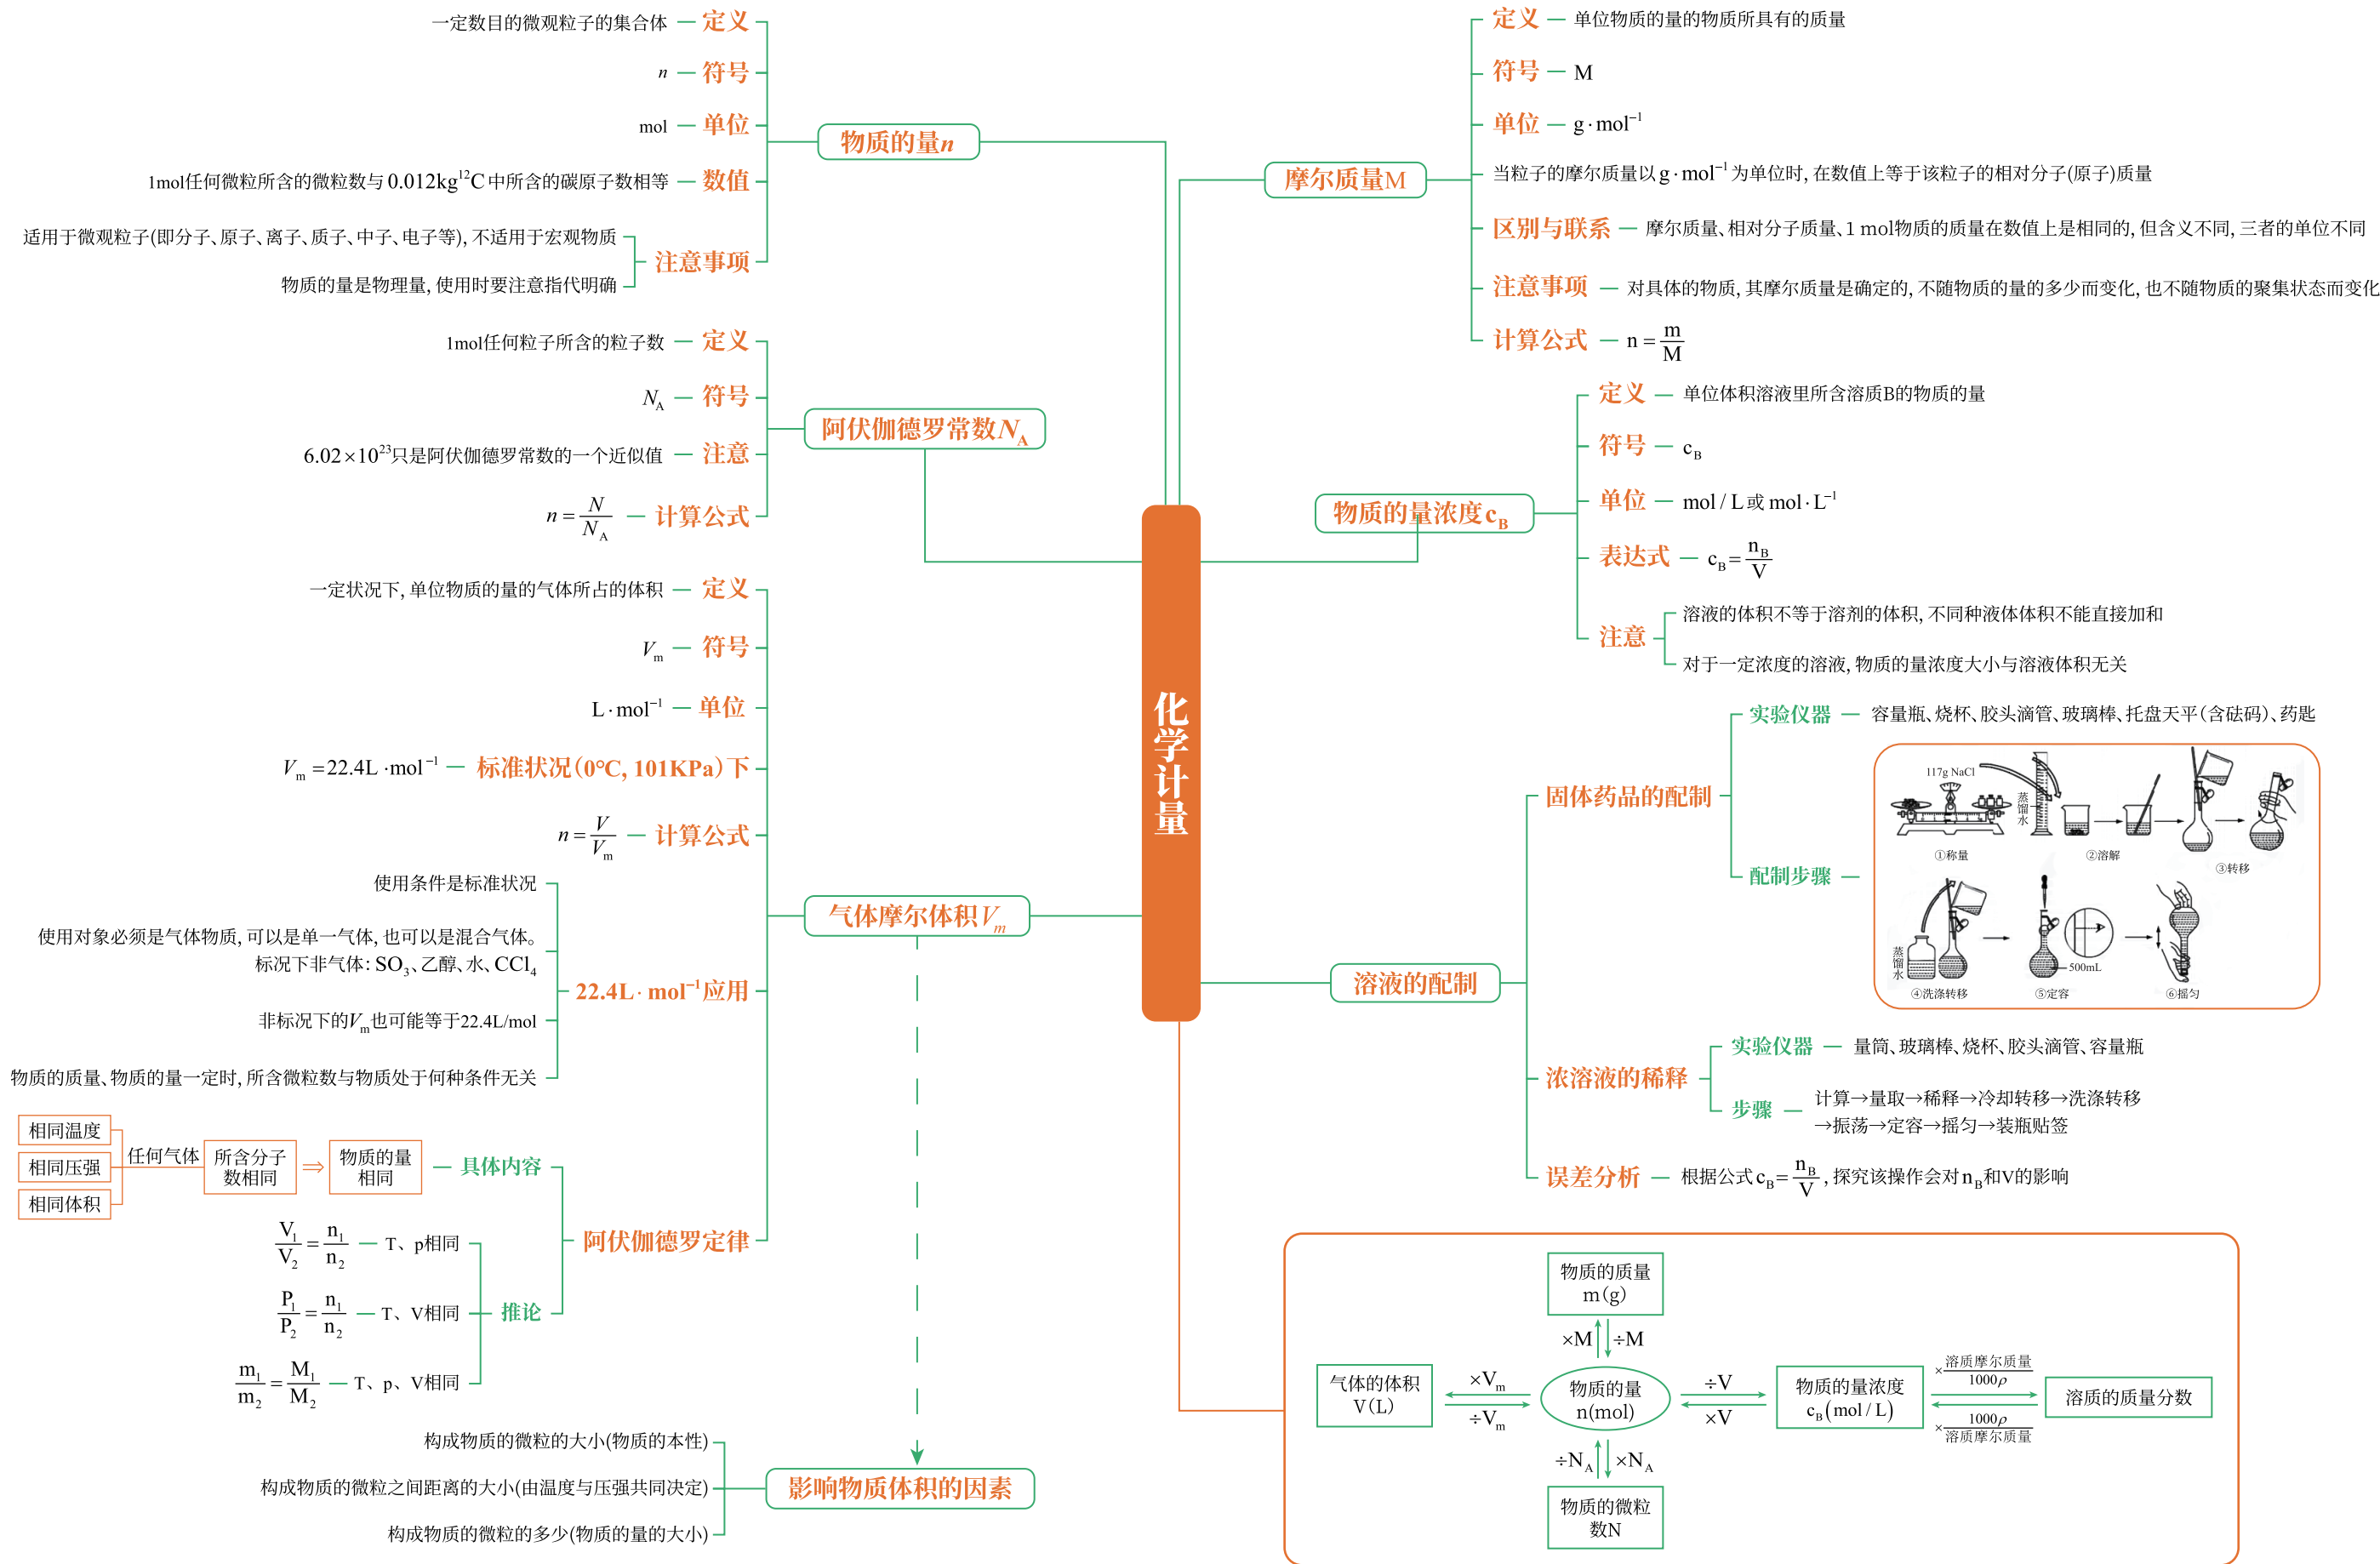 化学计量
物质的量n
定义
一定数目的微观粒子的集合体
符号
n
单位
mol
数值
1mol任何微粒所含的微粒数与0.012kg¹²C中所含的碳原子数相等
注意事项
适用于微观粒子(即分子、原子、离子、质子、中子、电子等),不适用于宏观物质
物质的量是物理量,使用时要注意指代明确
阿伏伽德罗常数N_A
定义
1mol任何粒子所含的粒子数
符号
N_A
注意
6.02×10²³只是阿伏伽德罗常数的一个近似值
计算公式
n=N/N_A
气体摩尔体积V_m
定义
一定状况下,单位物质的量的气体所占的体积
符号
V_m
单位
L·mol⁻¹
标准状况(0℃, 101KPa)下
V_m=22.4L·mol⁻¹
计算公式
n=V/V_m
22.4L·mol⁻¹应用
使用条件是标准状况
使用对象必须是气体物质,可以是单一气体,也可以是混合气体。
标况下非气体:SO₃、乙醇、水、CCl₄
非标况下的V_m也可能等于22.4L/mol
物质的质量、物质的量一定时,所含微粒数与物质处于何种条件无关
阿伏伽德罗定律
具体内容
相同温度
相同压强
相同体积
任何气体
所含分子
数相同
⇒
物质的量
相同
推论
T、p相同
V₁/V₂=n₁/n₂
T、V相同
P₁/P₂=n₁/n₂
T、p、V相同
m₁/m₂=M₁/M₂
影响物质体积的因素
构成物质的微粒的大小(物质的本性)
构成物质的微粒之间距离的大小(由温度与压强共同决定)
构成物质的微粒的多少(物质的量的大小)
摩尔质量M
定义
单位物质的量的物质所具有的质量
符号
M
单位
g·mol⁻¹
当粒子的摩尔质量以g·mol⁻¹为单位时,在数值上等于该粒子的相对分子(原子)质量
区别与联系
摩尔质量、相对分子质量、1 mol物质的质量在数值上是相同的,但含义不同,三者的单位不同
注意事项
对具体的物质,其摩尔质量是确定的,不随物质的量的多少而变化,也不随物质的聚集状态而变化
计算公式
n=m/M
物质的量浓度c_B
定义
单位体积溶液里所含溶质B的物质的量
符号
c_B
单位
mol/L或mol·L⁻¹
表达式
c_B=n_B/V
注意
溶液的体积不等于溶剂的体积,不同种液体体积不能直接加和
对于一定浓度的溶液,物质的量浓度大小与溶液体积无关
溶液的配制
固体药品的配制
实验仪器
容量瓶、烧杯、胶头滴管、玻璃棒、托盘天平(含砝码)、药匙
配制步骤
117g NaCl
蒸馏水
①称量
②溶解
③转移
蒸馏水
500mL
④洗涤转移
⑤定容
⑥摇匀
浓溶液的稀释
实验仪器
量筒、玻璃棒、烧杯、胶头滴管、容量瓶
步骤
计算→量取→稀释→冷却转移→洗涤转移
→振荡→定容→摇匀→装瓶贴签
误差分析
根据公式c_B=n_B/V,探究该操作会对n_B和V的影响
物质的质量
m(g)
×M
÷M
气体的体积
V(L)
×V_m
÷V_m
物质的量
n(mol)
÷V
×V
物质的量浓度
c_B(mol/L)
×溶质摩尔质量/1000ρ
×1000ρ/溶质摩尔质量
溶质的质量分数
÷N_A
×N_A
物质的微粒
数N